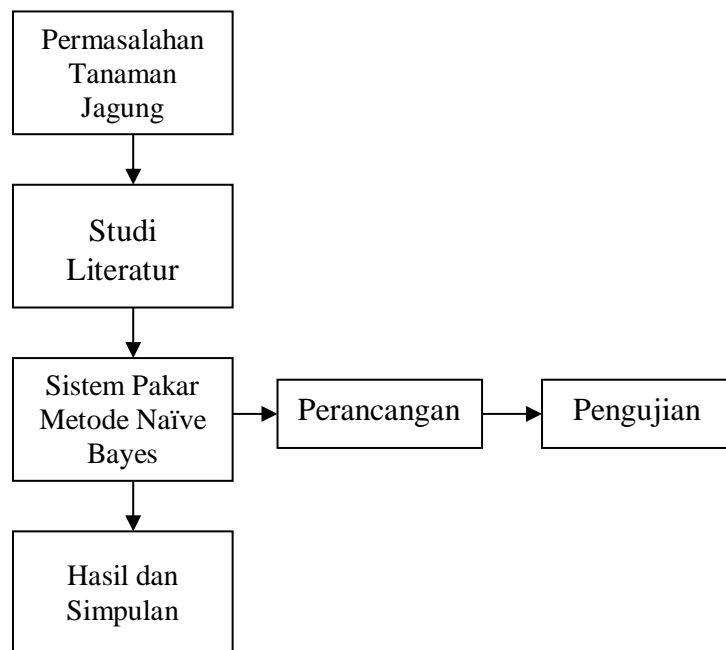 Permasalahan
Tanaman
Jagung
Studi
Literatur
Sistem Pakar
Metode Naïve
Bayes
Perancangan
Pengujian
Hasil dan
Simpulan